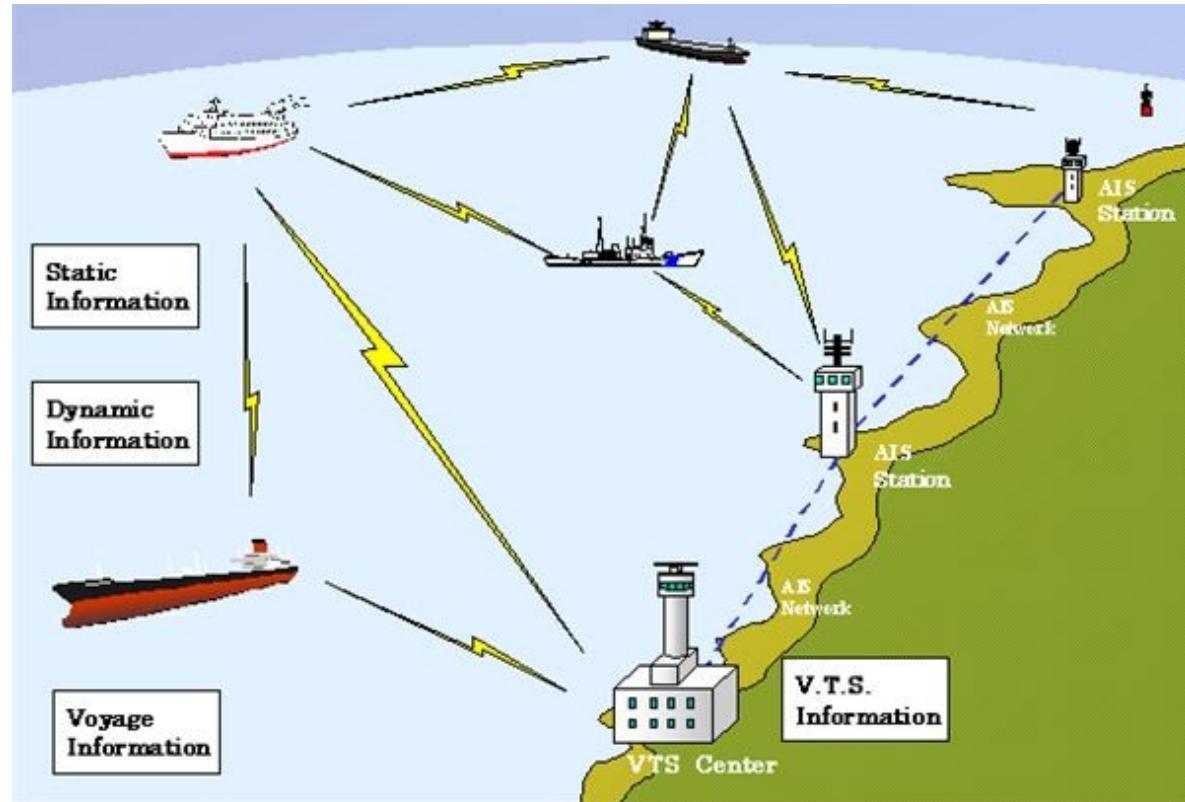 AIS
Station
Static
Information
AIS
Network
Dynamic
Information
AIS
Station
AIS
Network
V.T.S.
Information
Voyage
Information
VTS Center